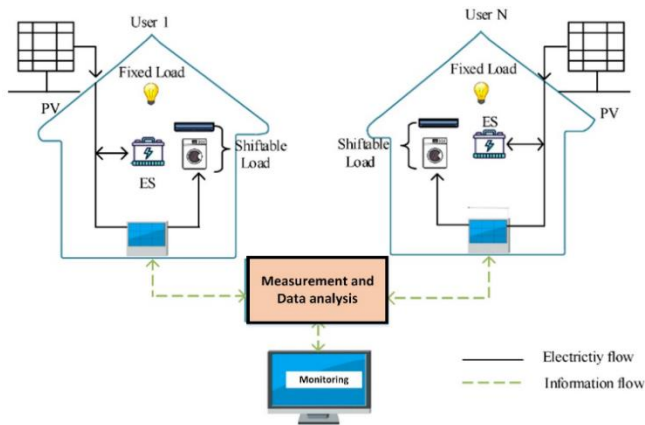 User 1
User N
Fixed Load
Fixed Load
PV
PV
ES
ES
Shiftable
Load
Shiftable
Load
Measurement and
Data analysis
Monitoring
Electrictiy flow
Information flow